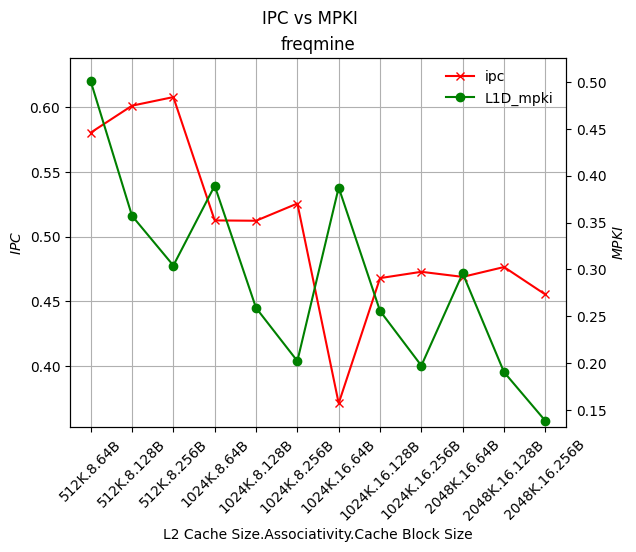 IPC vs MPKI
freqmine
ipc
L1D_mpki
0.60
0.55
0.50
0.45
0.40
IPC
0.50
0.45
0.40
0.35
0.30
0.25
0.20
0.15
MPKI
512K.8.64B
512K.8.128B
512K.8.256B
1024K.8.64B
1024K.8.128B
1024K.8.256B
1024K.16.64B
1024K.16.128B
1024K.16.256B
2048K.16.64B
2048K.16.128B
2048K.16.256B
L2 Cache Size.Associativity.Cache Block Size